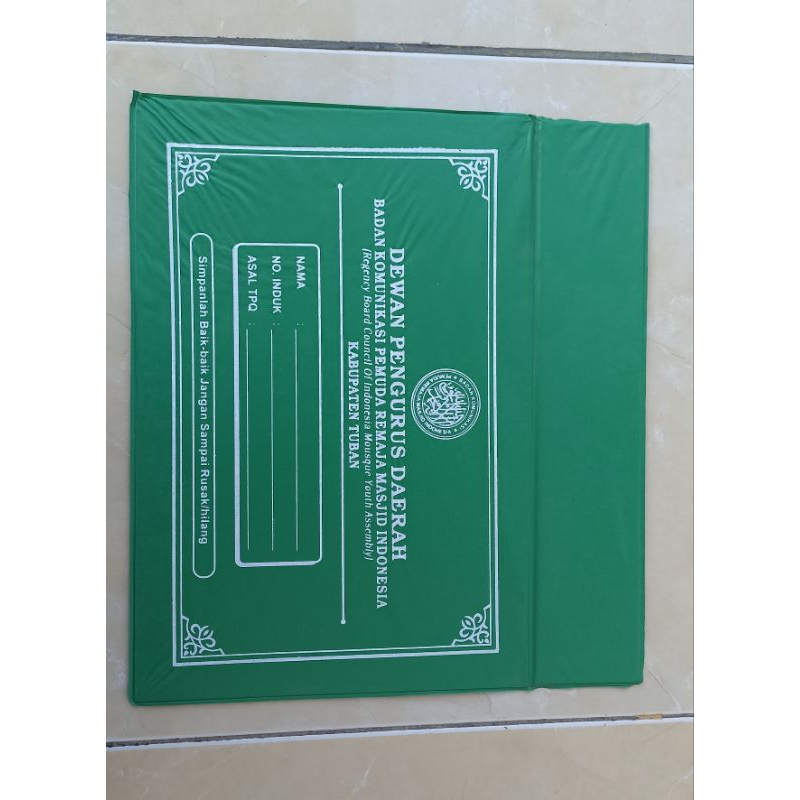 DEWAN PENGURUS DAERAH
BADAN KOMUNIKASI PEMUDA REMAJA MASJID INDONESIA
(Regency Board Council Of Indonesia Mousque Youth Assembly)
KABUPATEN TUBAN
NAMA :
NO. INDUK :
ASAL TPQ :
Simpanlah Baik-baik Jangan Sampai Rusak/hilang